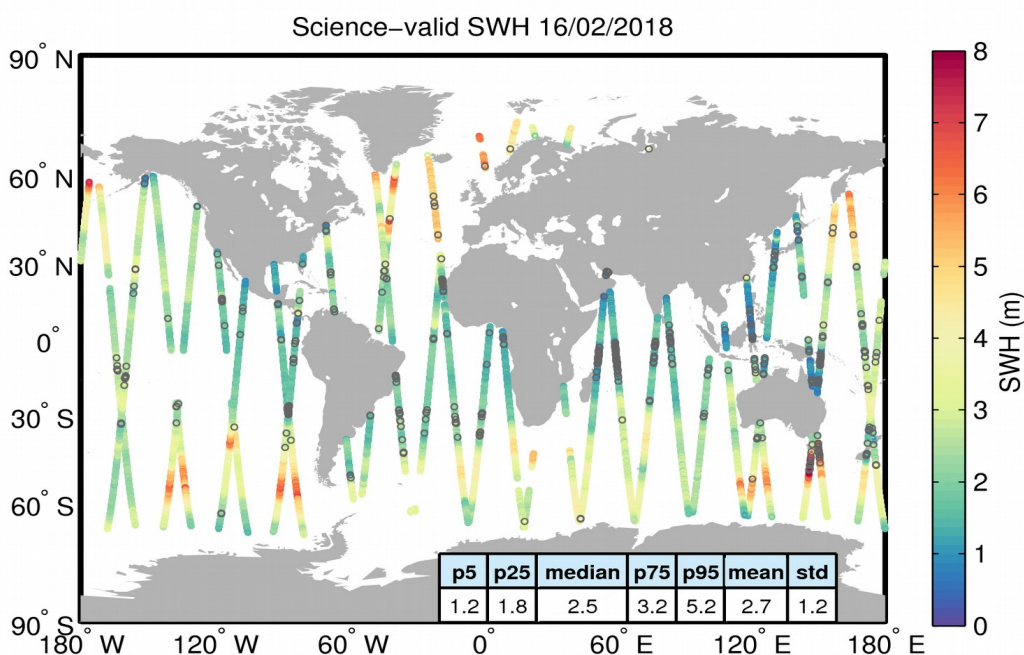 Science−valid SWH 16/02/2018
90° N
60° N
30° N
0°
30° S
60° S
90° S
180° W
120° W
60° W
0°
60° E
120° E
180° E
p5 p25 median p75 p95 mean std
1.2 1.8 2.5 3.2 5.2 2.7 1.2
8
7
6
5
4
3
2
1
0
SWH (m)